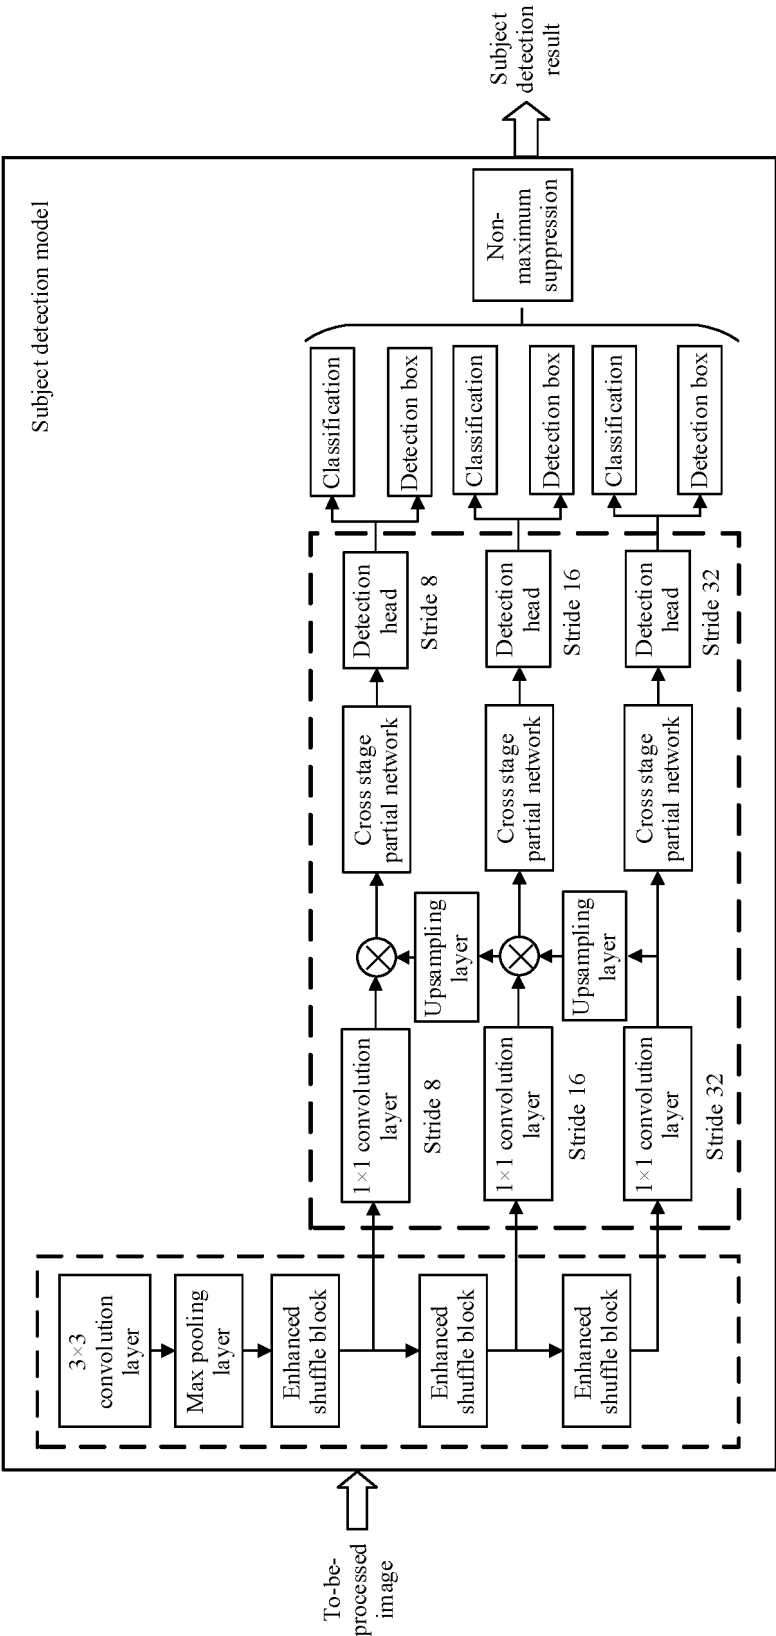 Subject detection model
To-be-
processed
image
3×3
convolution
layer
Max pooling
layer
Enhanced
shuffle block
Enhanced
shuffle block
Enhanced
shuffle block
1×1 convolution
layer
Stride 8
1×1 convolution
layer
Stride 16
1×1 convolution
layer
Stride 32
Upsampling
layer
Upsampling
layer
Cross stage
partial network
Cross stage
partial network
Cross stage
partial network
Detection
head
Stride 8
Detection
head
Stride 16
Detection
head
Stride 32
Classification
Detection box
Classification
Detection box
Classification
Detection box
Non-
maximum
suppression
Subject
detection
result